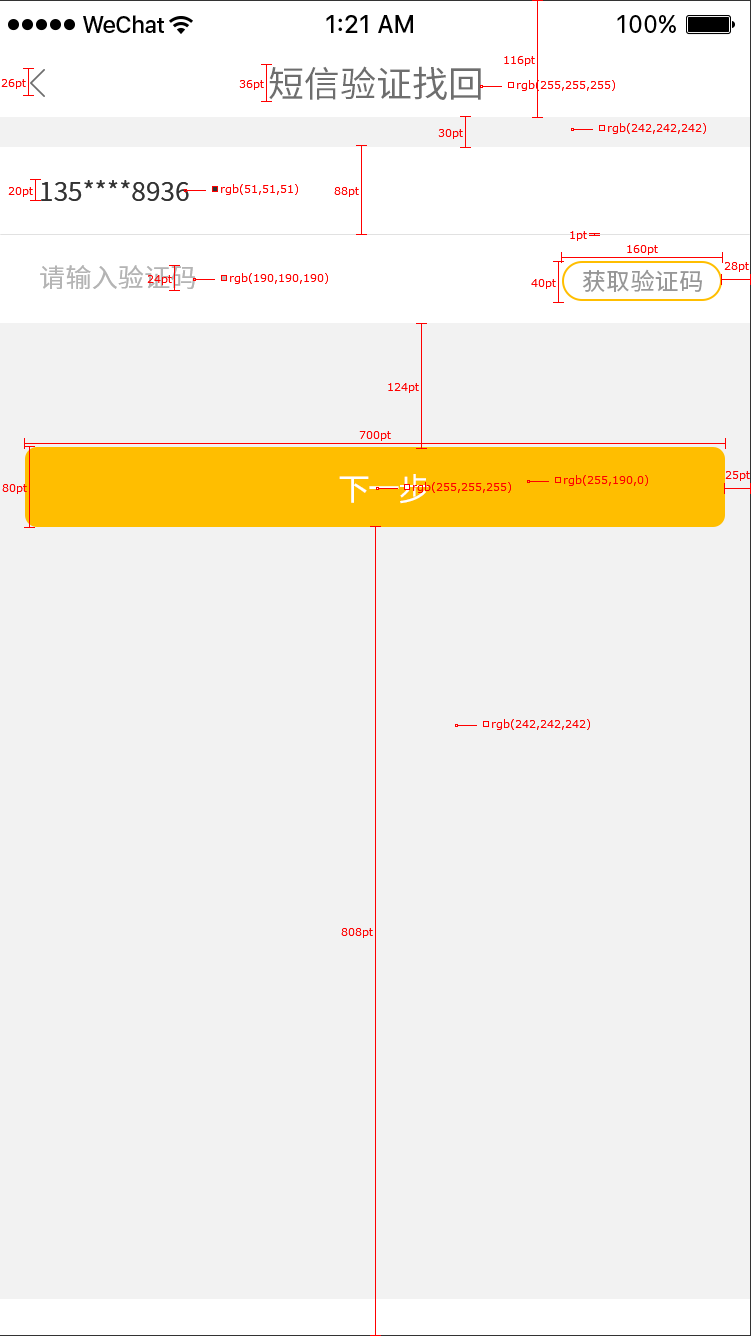 ●●●●● WeChat 1:21 AM 100%
116pt
26pt 36pt 短信验证找回 rgb(255,255,255)
30pt rgb(242,242,242)
20pt 135****8936 rgb(51,51,51) 88pt
1pt
160pt
请输入验证码 24pt rgb(190,190,190) 40pt 获取验证码 28pt
124pt
700pt
80pt 下一步 rgb(255,255,255) rgb(255,190,0) 25pt
rgb(242,242,242)
808pt